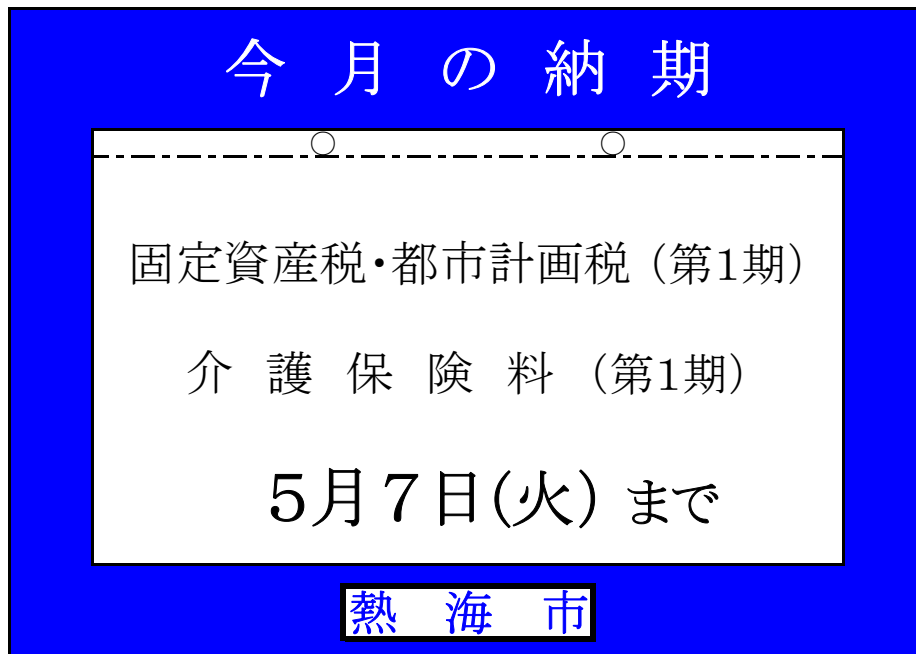 今月の納期
固定資産税・都市計画税（第1期）
介護保険料（第1期）
5月7日(火)まで
熱海市